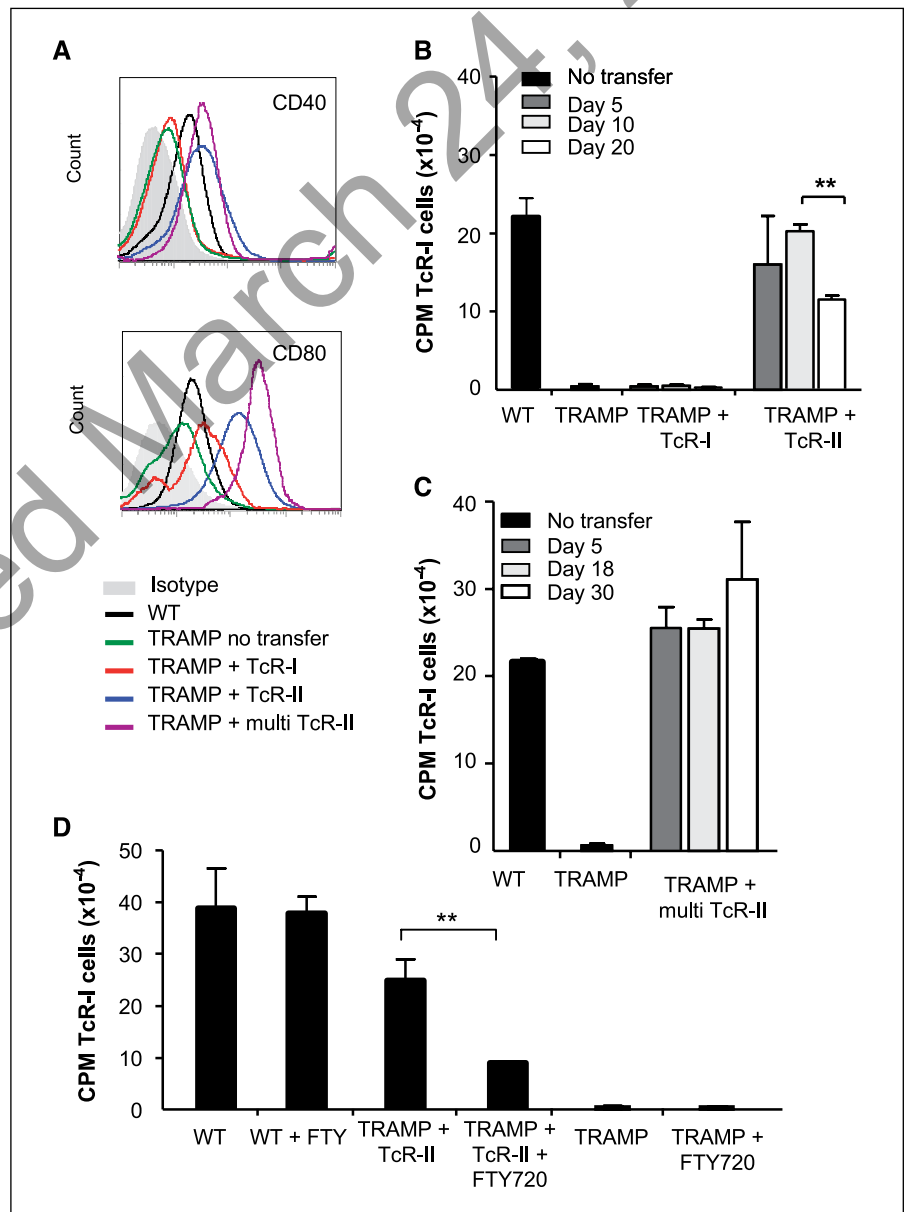 ed March 24, 2
A
CD40
Count
CD80
Count
Isotype
WT
TRAMP no transfer
TRAMP + TcR-I
TRAMP + TcR-II
TRAMP + multi TcR-II
B
No transfer
Day 5
Day 10
Day 20
CPM TcR-I cells (x10⁻⁴)
40
30
20
10
0
**
WT
TRAMP
TRAMP +
TcR-I
TRAMP +
TcR-II
C
No transfer
Day 5
Day 18
Day 30
CPM TcR-I cells (x10⁻⁴)
40
30
20
10
0
WT
TRAMP
TRAMP +
multi TcR-II
D
CPM TcR-I cells (x10⁻⁴)
50
40
30
20
10
0
**
WT
WT + FTY
TRAMP +
TcR-II
TRAMP +
TcR-II +
FTY720
TRAMP
TRAMP +
FTY720